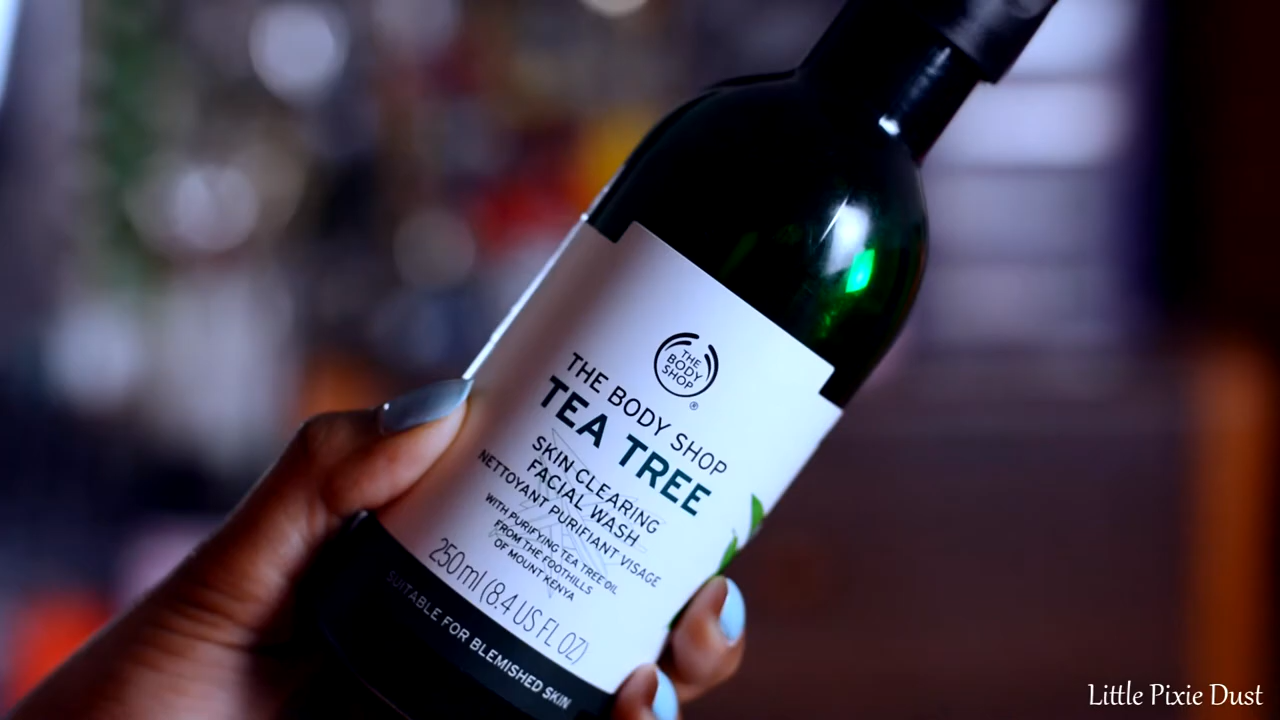 THE
BODY
SHOP
®
THE BODY SHOP
TEA TREE
SKIN CLEARING
FACIAL WASH
NETTOYANT PURIFIANT VISAGE
WITH PURIFYING TEA TREE OIL
FROM THE FOOTHILLS
OF MOUNT KENYA
250 ml (8.4 US FL OZ)
SUITABLE FOR BLEMISHED SKIN
Little Pixie Dust